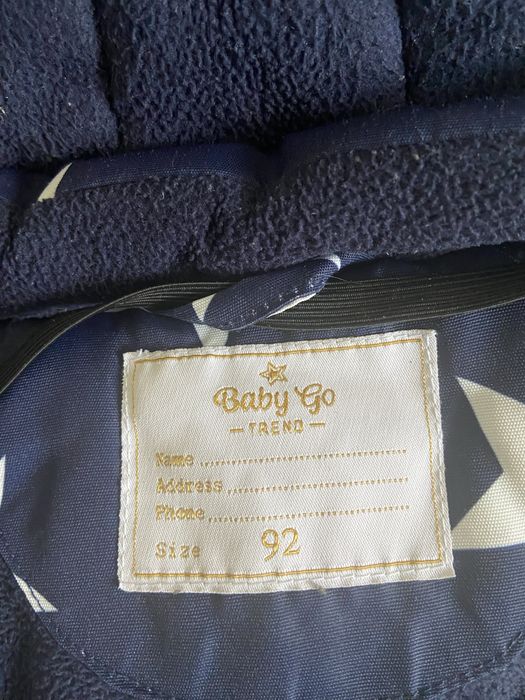 Baby Go
— TREND —
Name ........................
Address ........................
Phone ........................
Size 92